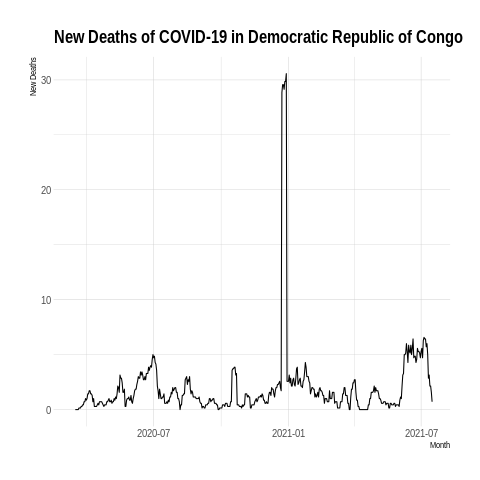 New Deaths of COVID-19 in Democratic Republic of Congo
New Deaths
30
20
10
0
2020-07
2021-01
2021-07
Month